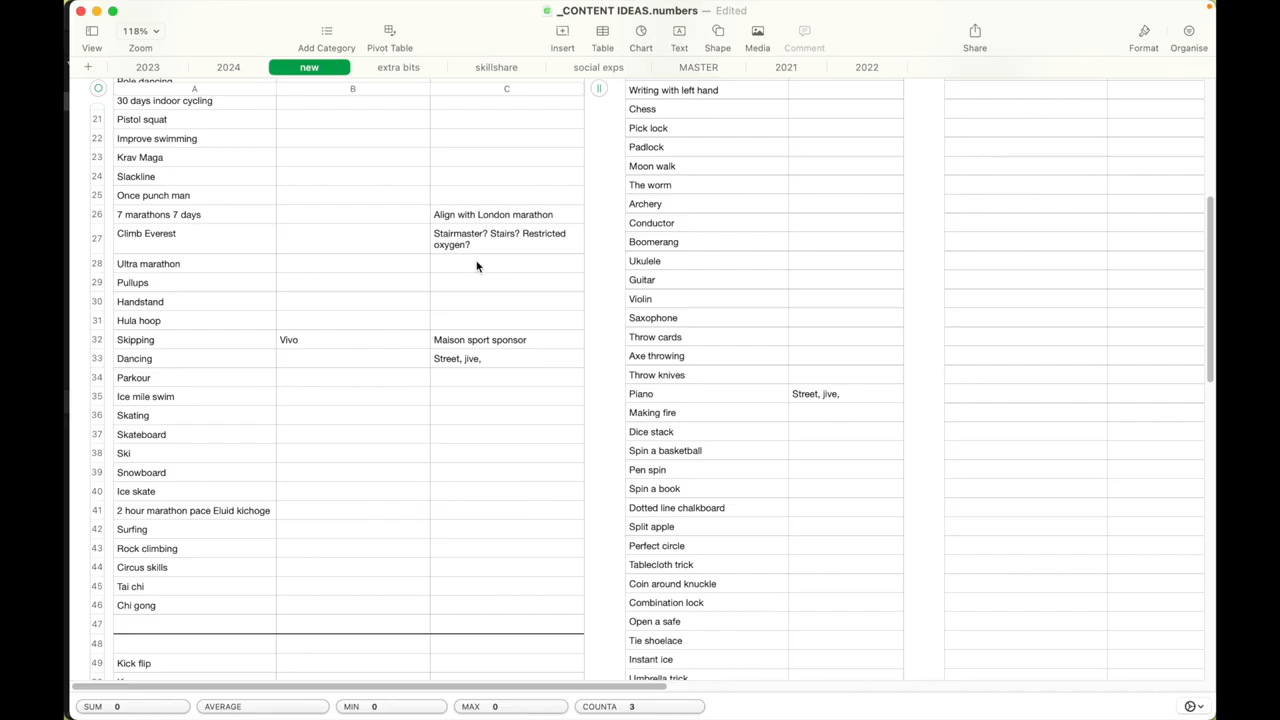 _CONTENT IDEAS.numbers — Edited
118%
View
Zoom
Add Category
Pivot Table
Insert
Table
Chart
Text
Shape
Media
Comment
Share
Format
Organise
2023
2024
new
extra bits
skillshare
social exps
MASTER
2021
2022
A
B
C
Pole dancing
30 days indoor cycling
21 Pistol squat
22 Improve swimming
23 Krav Maga
24 Slackline
25 Once punch man
26 7 marathons 7 days Align with London marathon
27 Climb Everest Stairmaster? Stairs? Restricted
oxygen?
28 Ultra marathon
29 Pullups
30 Handstand
31 Hula hoop
32 Skipping Vivo Maison sport sponsor
33 Dancing Street, jive,
34 Parkour
35 Ice mile swim
36 Skating
37 Skateboard
38 Ski
39 Snowboard
40 Ice skate
41 2 hour marathon pace Eluid kichoge
42 Surfing
43 Rock climbing
44 Circus skills
45 Tai chi
46 Chi gong
47
48
49 Kick flip
Writing with left hand
Chess
Pick lock
Padlock
Moon walk
The worm
Archery
Conductor
Boomerang
Ukulele
Guitar
Violin
Saxophone
Throw cards
Axe throwing
Throw knives
Piano Street, jive,
Making fire
Dice stack
Spin a basketball
Pen spin
Spin a book
Dotted line chalkboard
Split apple
Perfect circle
Tablecloth trick
Coin around knuckle
Combination lock
Open a safe
Tie shoelace
Instant ice
Umbrella trick
SUM 0
AVERAGE
MIN 0
MAX 0
COUNTA 3